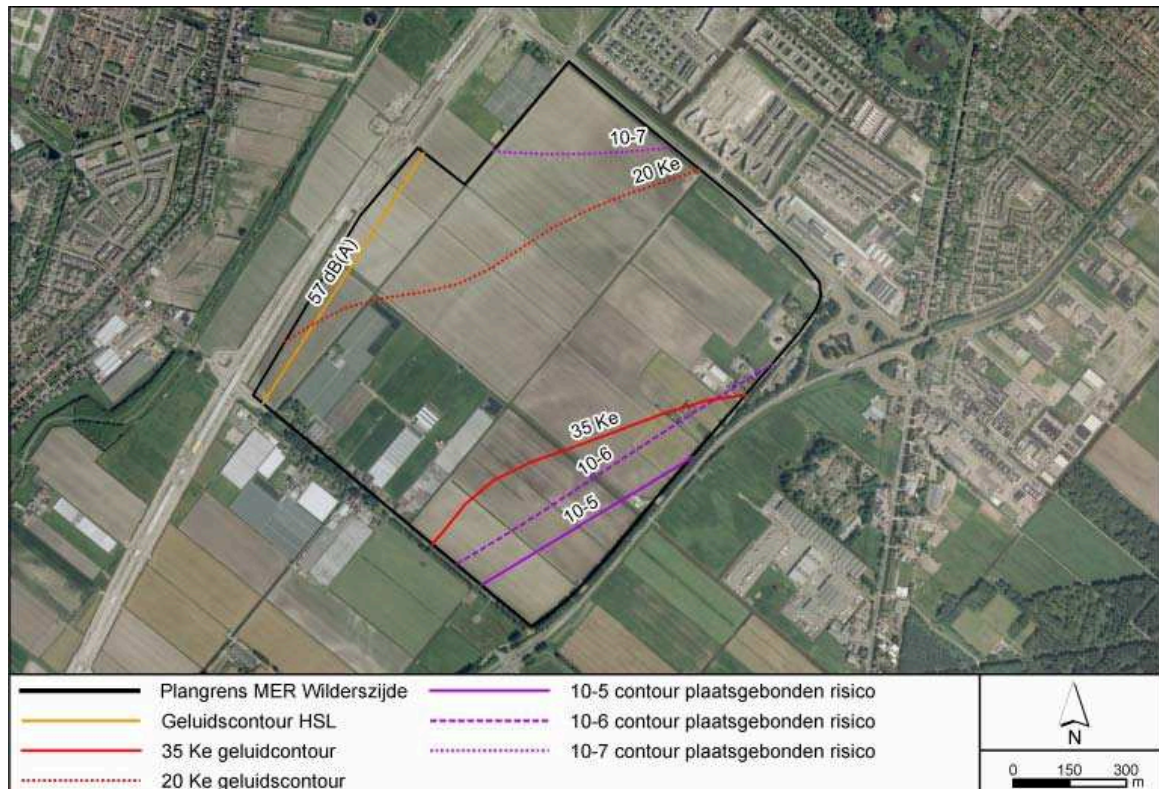 10-7
20 Ke
57 dB(A)
35 Ke
10-6
10-5
Plangrens MER Wilderszijde
Geluidscontour HSL
35 Ke geluidcontour
20 Ke geluidscontour
10-5 contour plaatsgebonden risico
10-6 contour plaatsgebonden risico
10-7 contour plaatsgebonden risico
N
0 150 300
m